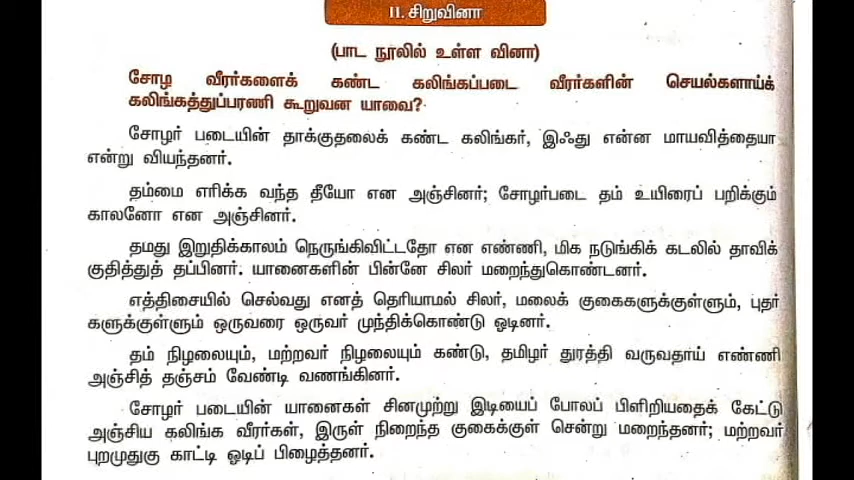 II. சிறுவினா
(பாட நூலில் உள்ள வினா)
சோழ வீரர்களைக் கண்ட கலிங்கப்படை வீரர்களின் செயல்களாய்க்
கலிங்கத்துப்பரணி கூறுவன யாவை?
சோழர் படையின் தாக்குதலைக் கண்ட கலிங்கர், இஃது என்ன மாயவித்தையா
என்று வியந்தனர்.
தம்மை எரிக்க வந்த தீயோ என அஞ்சினர்; சோழர்படை தம் உயிரைப் பறிக்கும்
காலனோ என அஞ்சினர்.
தமது இறுதிக்காலம் நெருங்கிவிட்டதோ என எண்ணி, மிக நடுங்கிக் கடலில் தாவிக்
குதித்துத் தப்பினர். யானைகளின் பின்னே சிலர் மறைந்துகொண்டனர்.
எத்திசையில் செல்வது எனத் தெரியாமல் சிலர், மலைக் குகைகளுக்குள்ளும், புதர்
களுக்குள்ளும் ஒருவரை ஒருவர் முந்திக்கொண்டு ஓடினர்.
தம் நிழலையும், மற்றவர் நிழலையும் கண்டு, தமிழர் துரத்தி வருவதாய் எண்ணி
அஞ்சித் தஞ்சம் வேண்டி வணங்கினர்.
சோழர் படையின் யானைகள் சினமுற்று இடியைப் போலப் பிளிறியதைக் கேட்டு
அஞ்சிய கலிங்க வீரர்கள், இருள் நிறைந்த குகைக்குள் சென்று மறைந்தனர்; மற்றவர்
புறமுதுகு காட்டி ஓடிப் பிழைத்தனர்.